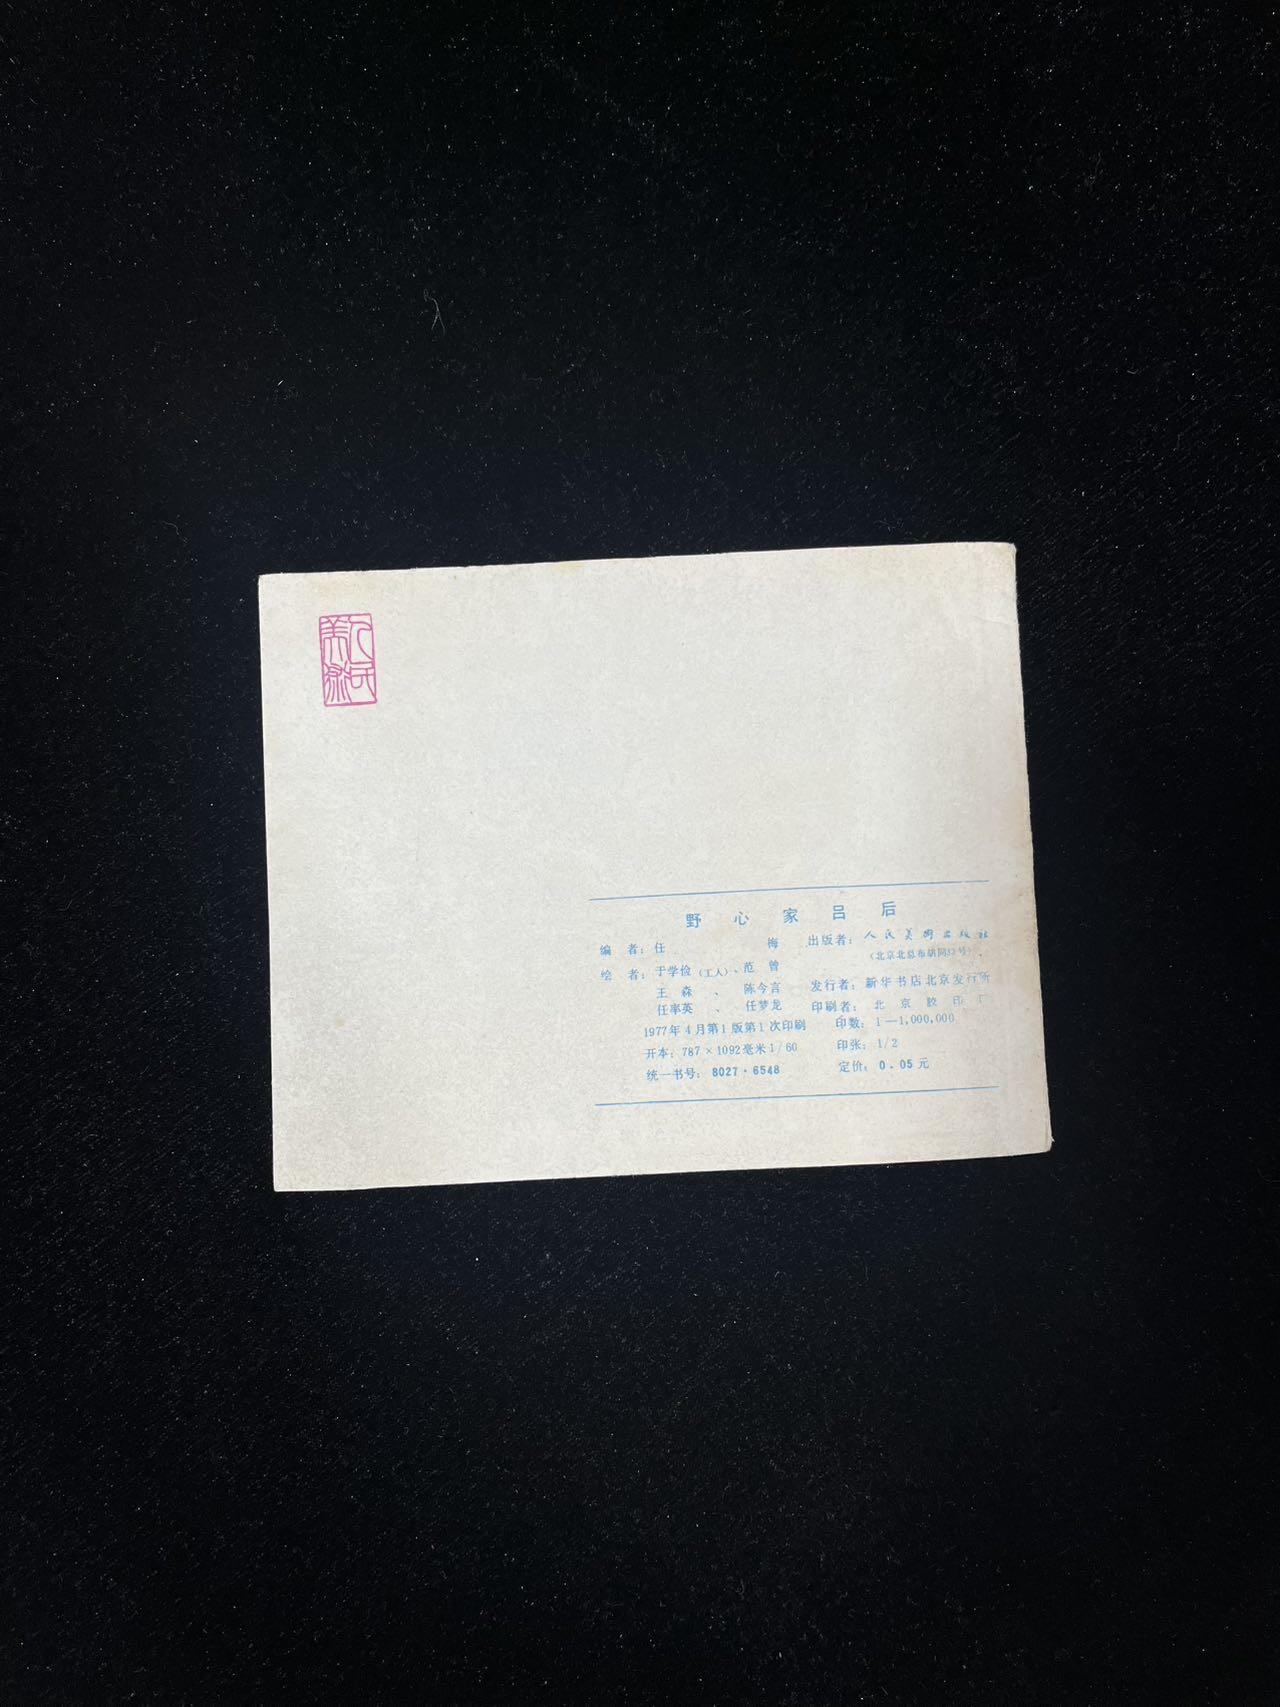 人民美术
野心家吕后
编者：任梅 出版者：人民美术出版社
（北京北总布胡同32号）
绘者：于学俭（工人）、范曾
王森、陈今言 发行者：新华书店北京发行所
任率英、任梦龙 印刷者：北京胶印厂
1977年4月第1版第1次印刷 印数：1—1,000,000
开本：787×1092毫米1/60 印张：1/2
统一书号：8027·6548 定价：0.05元